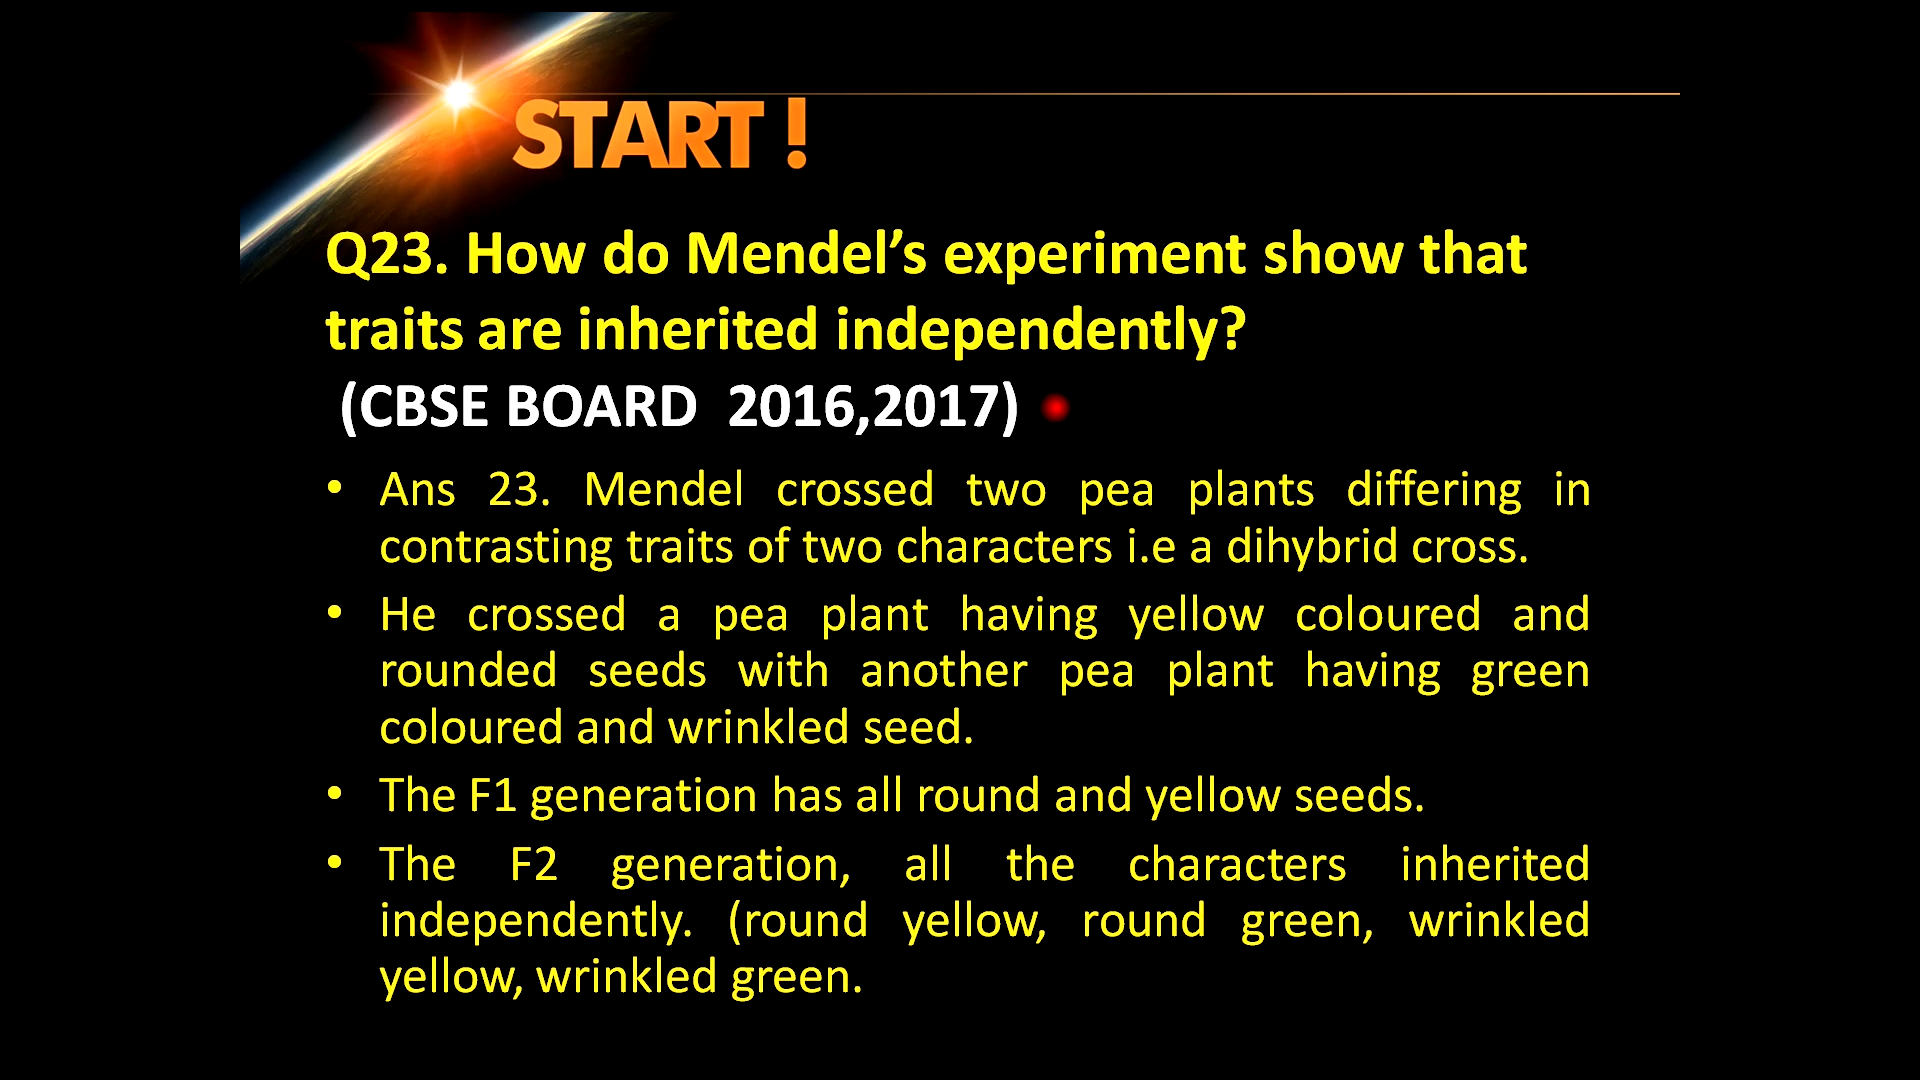 START !
Q23. How do Mendel’s experiment show that
traits are inherited independently?
(CBSE BOARD 2016,2017)
• Ans 23. Mendel crossed two pea plants differing in
contrasting traits of two characters i.e a dihybrid cross.
• He crossed a pea plant having yellow coloured and
rounded seeds with another pea plant having green
coloured and wrinkled seed.
• The F1 generation has all round and yellow seeds.
• The F2 generation, all the characters inherited
independently. (round yellow, round green, wrinkled
yellow, wrinkled green.